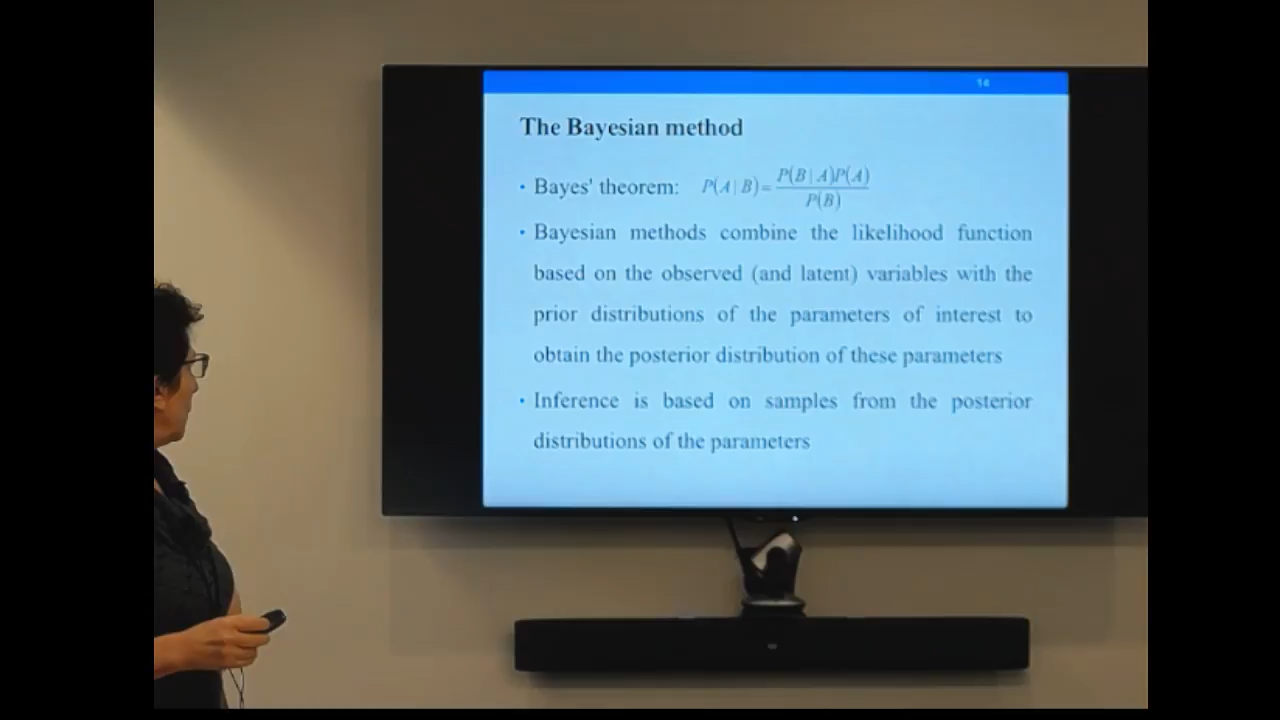 14
The Bayesian method
• Bayes' theorem: P(A | B) = P(B | A)P(A) / P(B)
• Bayesian methods combine the likelihood function
based on the observed (and latent) variables with the
prior distributions of the parameters of interest to
obtain the posterior distribution of these parameters
• Inference is based on samples from the posterior
distributions of the parameters